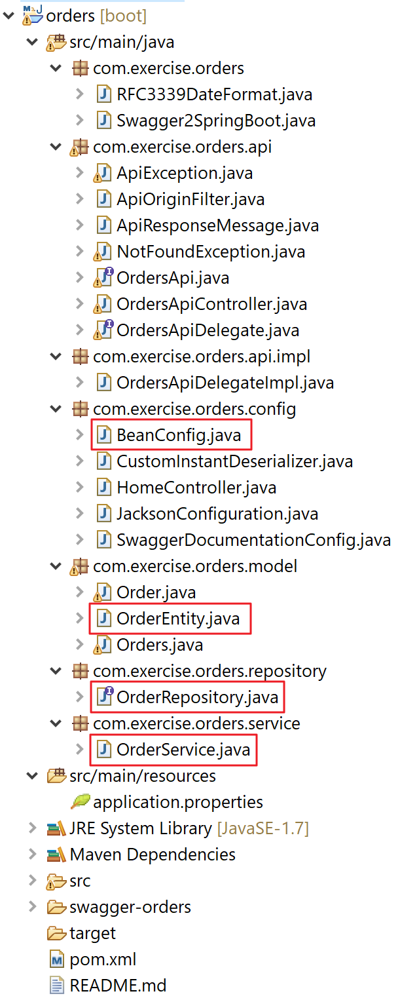 orders [boot]
src/main/java
com.exercise.orders
RFC3339DateFormat.java
Swagger2SpringBoot.java
com.exercise.orders.api
ApiException.java
ApiOriginFilter.java
ApiResponseMessage.java
NotFoundException.java
OrdersApi.java
OrdersApiController.java
OrdersApiDelegate.java
com.exercise.orders.api.impl
OrdersApiDelegateImpl.java
com.exercise.orders.config
BeanConfig.java
CustomInstantDeserializer.java
HomeController.java
JacksonConfiguration.java
SwaggerDocumentationConfig.java
com.exercise.orders.model
Order.java
OrderEntity.java
Orders.java
com.exercise.orders.repository
OrderRepository.java
com.exercise.orders.service
OrderService.java
src/main/resources
application.properties
JRE System Library [JavaSE-1.7]
Maven Dependencies
src
swagger-orders
target
pom.xml
README.md